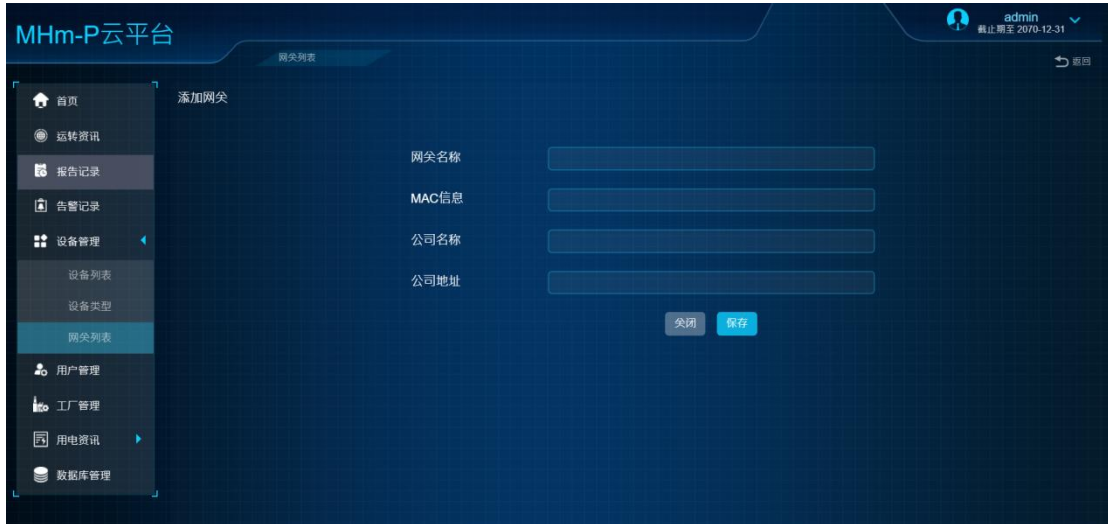 MHm-P云平台
admin
截止期至 2070-12-31
网关列表
返回
首页
运转资讯
报告记录
告警记录
设备管理
设备列表
设备类型
网关列表
用户管理
工厂管理
用电资讯
数据库管理
添加网关
网关名称
MAC信息
公司名称
公司地址
关闭
保存